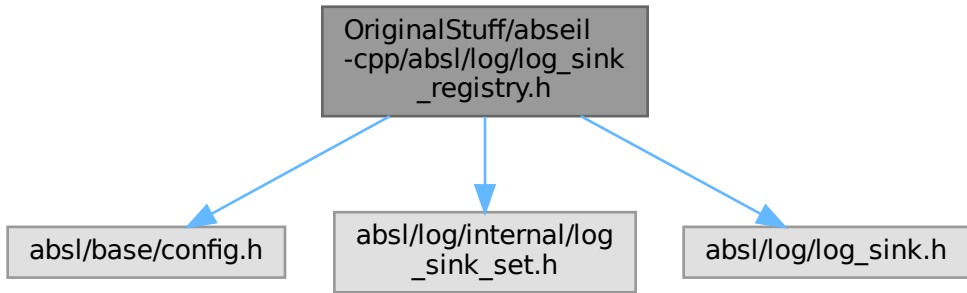 OriginalStuff/abseil
-cpp/absl/log/log_sink
_registry.h
absl/base/config.h
absl/log/internal/log
_sink_set.h
absl/log/log_sink.h